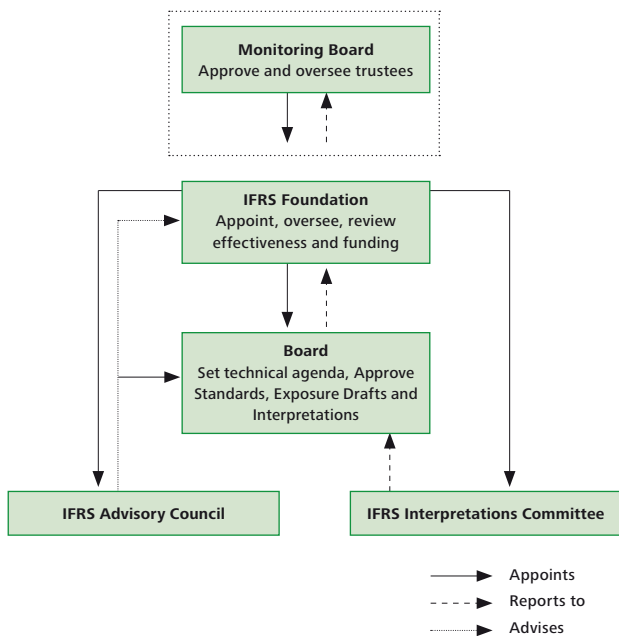 Monitoring Board
Approve and oversee trustees
IFRS Foundation
Appoint, oversee, review
effectiveness and funding
Board
Set technical agenda, Approve
Standards, Exposure Drafts and
Interpretations
IFRS Advisory Council
IFRS Interpretations Committee
Appoints
Reports to
Advises